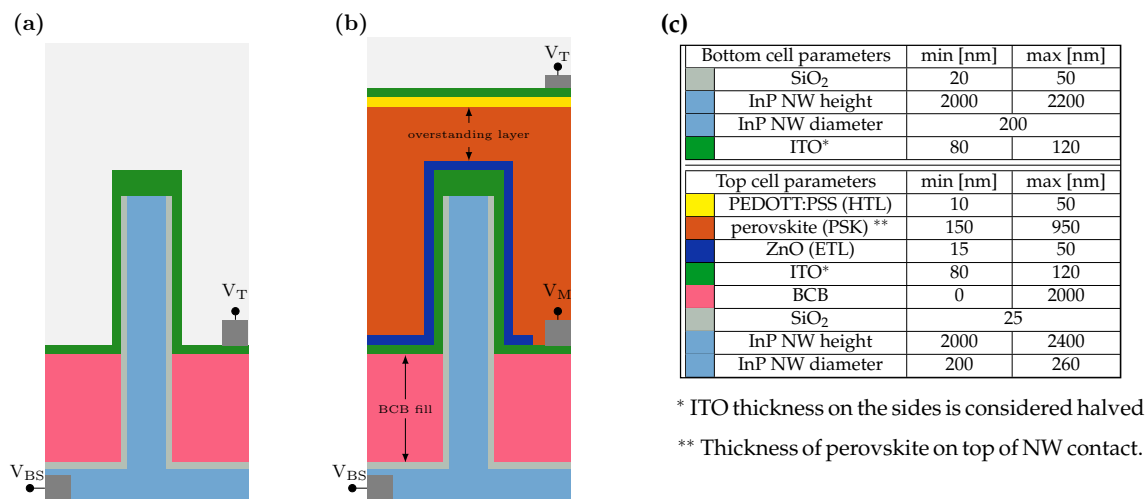 (a)
V_T
V_BS
(b)
V_T
overstanding layer
V_M
BCB fill
V_BS
(c)
Bottom cell parameters min [nm] max [nm]
SiO₂ 20 50
InP NW height 2000 2200
InP NW diameter 200
ITO* 80 120
Top cell parameters min [nm] max [nm]
PEDOTT:PSS (HTL) 10 50
perovskite (PSK) ** 150 950
ZnO (ETL) 15 50
ITO* 80 120
BCB 0 2000
SiO₂ 25
InP NW height 2000 2400
InP NW diameter 200 260
* ITO thickness on the sides is considered halved
** Thickness of perovskite on top of NW contact.